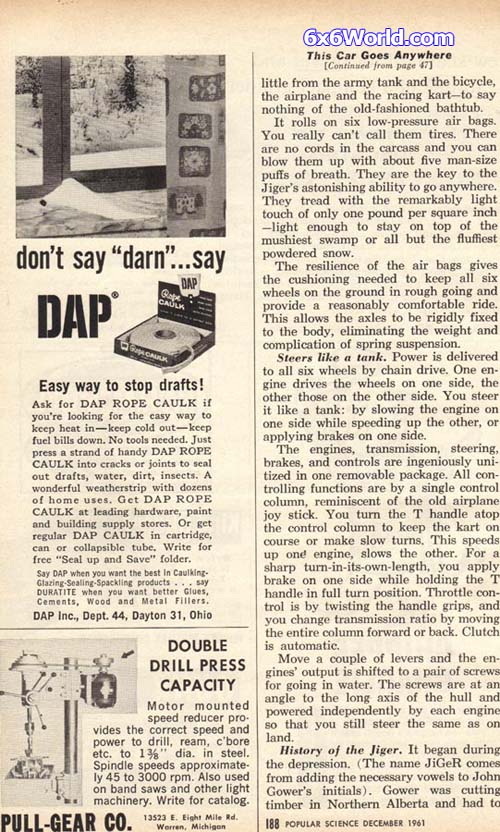 6x6World.com
don't say "darn"...say
DAP®
DAP
Rope
CAULK
Rope CAULK
Easy way to stop drafts!
Ask for DAP ROPE CAULK if
you're looking for the easy way to
keep heat in—keep cold out—keep
fuel bills down. No tools needed. Just
press a strand of handy DAP ROPE
CAULK into cracks or joints to seal
out drafts, water, dirt, insects. A
wonderful weatherstrip with dozens
of home uses. Get DAP ROPE
CAULK at leading hardware, paint
and building supply stores. Or get
regular DAP CAULK in cartridge,
can or collapsible tube. Write for
free "Seal up and Save" folder.
Say DAP when you want the best in Caulking-
Glazing-Sealing-Spackling products . . . say
DURATITE when you want better Glues,
Cements, Wood and Metal Fillers.
DAP Inc., Dept. 44, Dayton 31, Ohio
DOUBLE
DRILL PRESS
CAPACITY
Motor mounted
speed reducer pro-
vides the correct speed and
power to drill, ream, c'bore
etc. to 1⅜" dia. in steel.
Spindle speeds approximate-
ly 45 to 3000 rpm. Also used
on band saws and other light
machinery. Write for catalog.
PULL-GEAR CO. 13523 E. Eight Mile Rd.
Warren, Michigan
This Car Goes Anywhere
[Continued from page 47]
little from the army tank and the bicycle,
the airplane and the racing kart—to say
nothing of the old-fashioned bathtub.
It rolls on six low-pressure air bags.
You really can't call them tires. There
are no cords in the carcass and you can
blow them up with about five man-size
puffs of breath. They are the key to the
Jiger's astonishing ability to go anywhere.
They tread with the remarkably light
touch of only one pound per square inch
—light enough to stay on top of the
mushiest swamp or all but the fluffiest
powdered snow.
The resilience of the air bags gives
the cushioning needed to keep all six
wheels on the ground in rough going and
provide a reasonably comfortable ride.
This allows the axles to be rigidly fixed
to the body, eliminating the weight and
complication of spring suspension.
Steers like a tank. Power is delivered
to all six wheels by chain drive. One en-
gine drives the wheels on one side, the
other those on the other side. You steer
it like a tank: by slowing the engine on
one side while speeding up the other, or
applying brakes on one side.
The engines, transmission, steering,
brakes, and controls are ingeniously uni-
tized in one removable package. All con-
trolling functions are by a single control
column, reminiscent of the old airplane
joy stick. You turn the T handle atop
the control column to keep the kart on
course or make slow turns. This speeds
up one engine, slows the other. For a
sharp turn-in-its-own-length, you apply
brake on one side while holding the T
handle in full turn position. Throttle con-
trol is by twisting the handle grips, and
you change transmission ratio by moving
the entire column forward or back. Clutch
is automatic.
Move a couple of levers and the en-
gines' output is shifted to a pair of screws
for going in water. The screws are at an
angle to the long axis of the hull and
powered independently by each engine
so that you still steer the same as on
land.
History of the Jiger. It began during
the depression. (The name JiGeR comes
from adding the necessary vowels to John
Gower's initials). Gower was cutting
timber in Northern Alberta and had to
188 POPULAR SCIENCE DECEMBER 1961